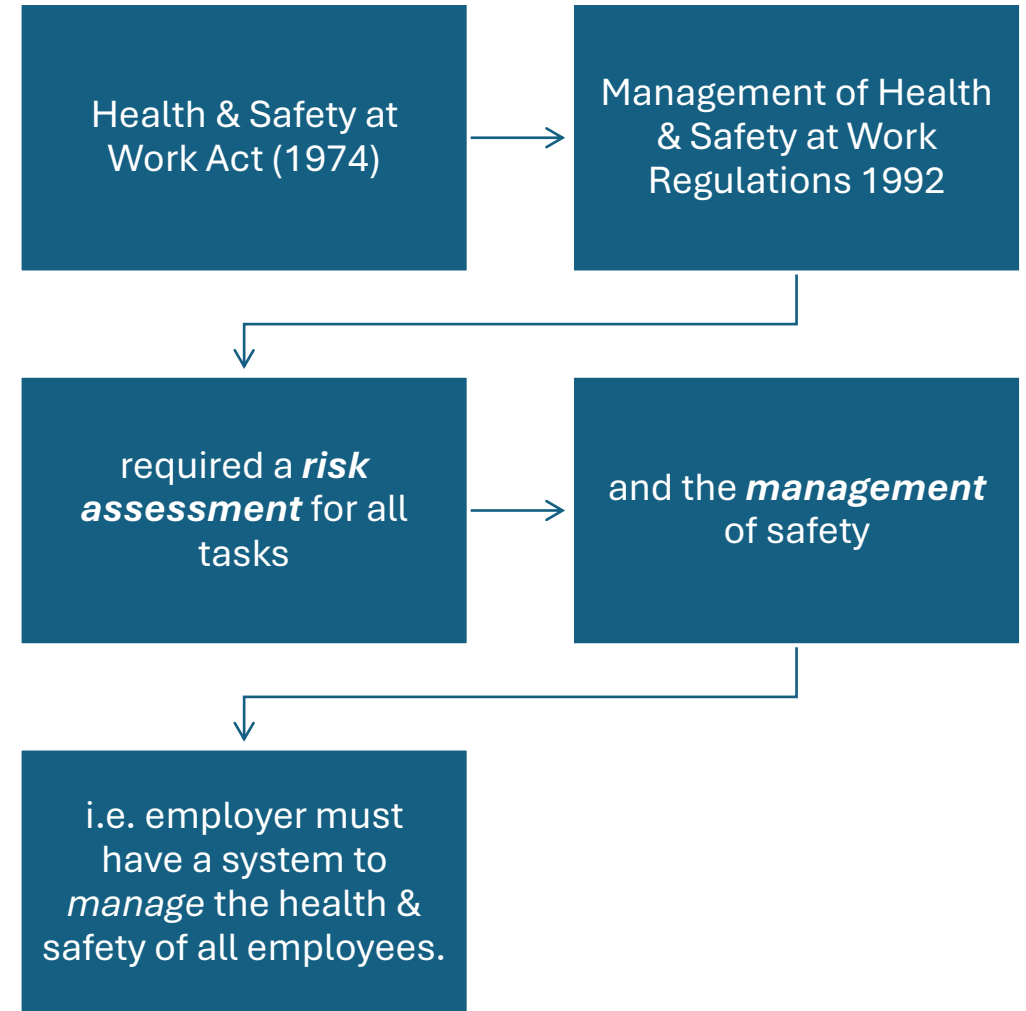 Health & Safety at
Work Act (1974)
Management of Health
& Safety at Work
Regulations 1992
required a risk
assessment for all
tasks
and the management
of safety
i.e. employer must
have a system to
manage the health &
safety of all employees.